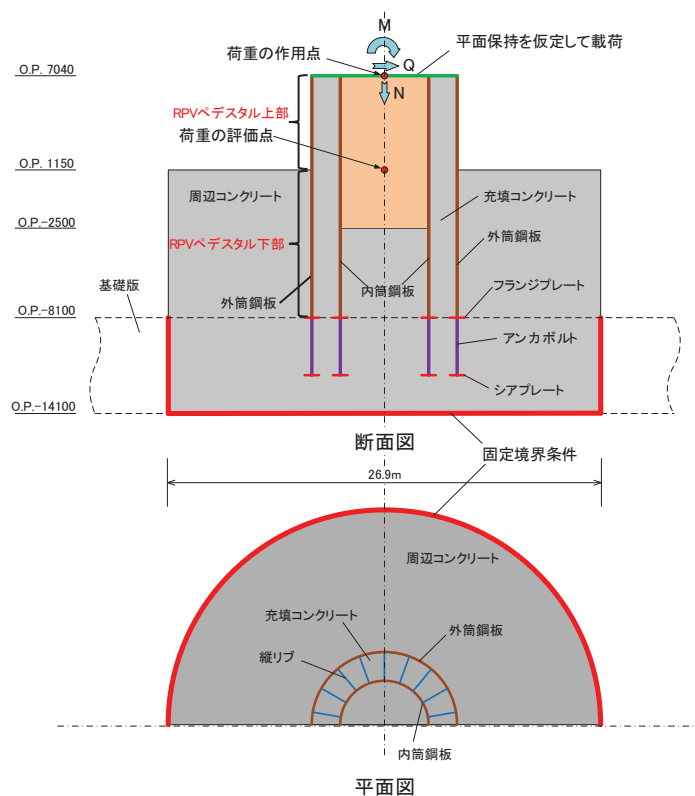 M
荷重の作用点
平面保持を仮定して載荷
Q
O.P. 7040
N
RPVペデスタル上部
荷重の評価点
O.P. 1150
周辺コンクリート
充填コンクリート
O.P.-2500
外筒鋼板
RPVペデスタル下部
基礎版
内筒鋼板
フランジプレート
外筒鋼板
O.P.-8100
アンカボルト
シアプレート
O.P.-14100
断面図
固定境界条件
26.9m
周辺コンクリート
充填コンクリート
外筒鋼板
縦リブ
内筒鋼板
平面図